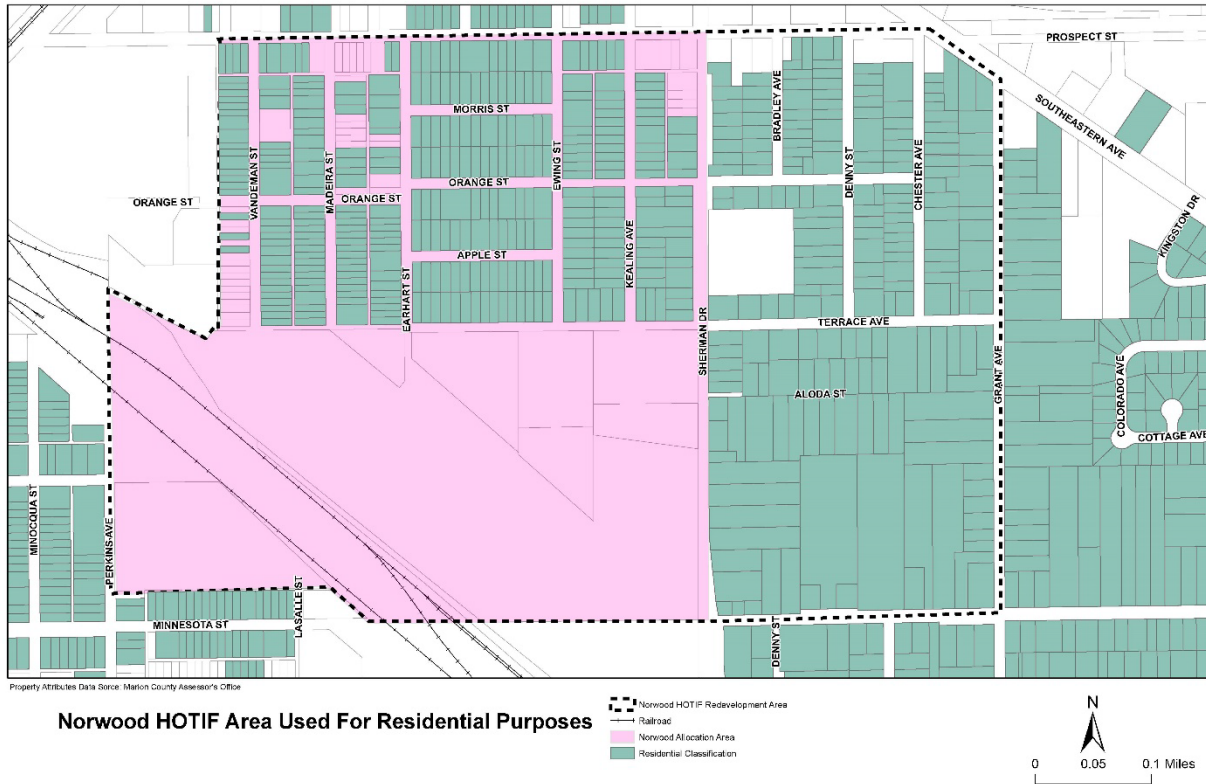 PROSPECT ST
SOUTHEASTERN AVE
MORRIS ST
BRADLEY AVE
VANDEMAN ST
MADEIRA ST
EWING ST
DENNY ST
CHESTER AVE
ORANGE ST
ORANGE ST
ORANGE ST
KINGSTON DR
APPLE ST
KEALING AVE
EARHART ST
SHERMAN DR
TERRACE AVE
GRANT AVE
COLORADO AVE
ALODA ST
COTTAGE AVE
MINOCQUA ST
PERKINS AVE
LASALLE ST
MINNESOTA ST
DENNY ST
Property Attributes Data Sorce: Marion County Assessor's Office
Norwood HOTIF Area Used For Residential Purposes
Norwood HOTIF Redevelopment Area
Railroad
Norwood Allocation Area
Residential Classification
N
0 0.05 0.1 Miles